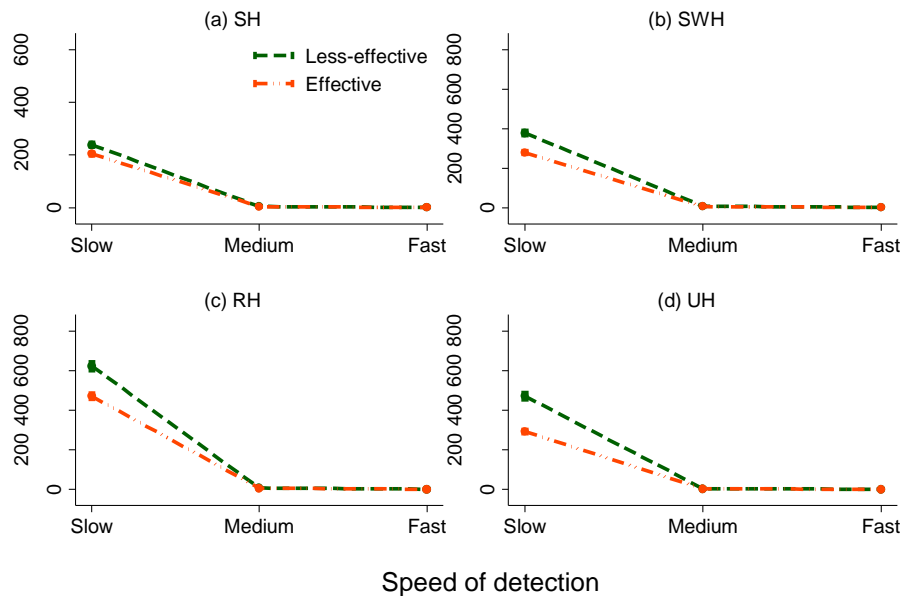 (a) SH
(b) SWH
Less-effective
Effective
600
400
200
0
800
600
400
200
0
Slow
Medium
Fast
Slow
Medium
Fast
(c) RH
(d) UH
800
600
400
200
0
800
600
400
200
0
Slow
Medium
Fast
Slow
Medium
Fast
Speed of detection